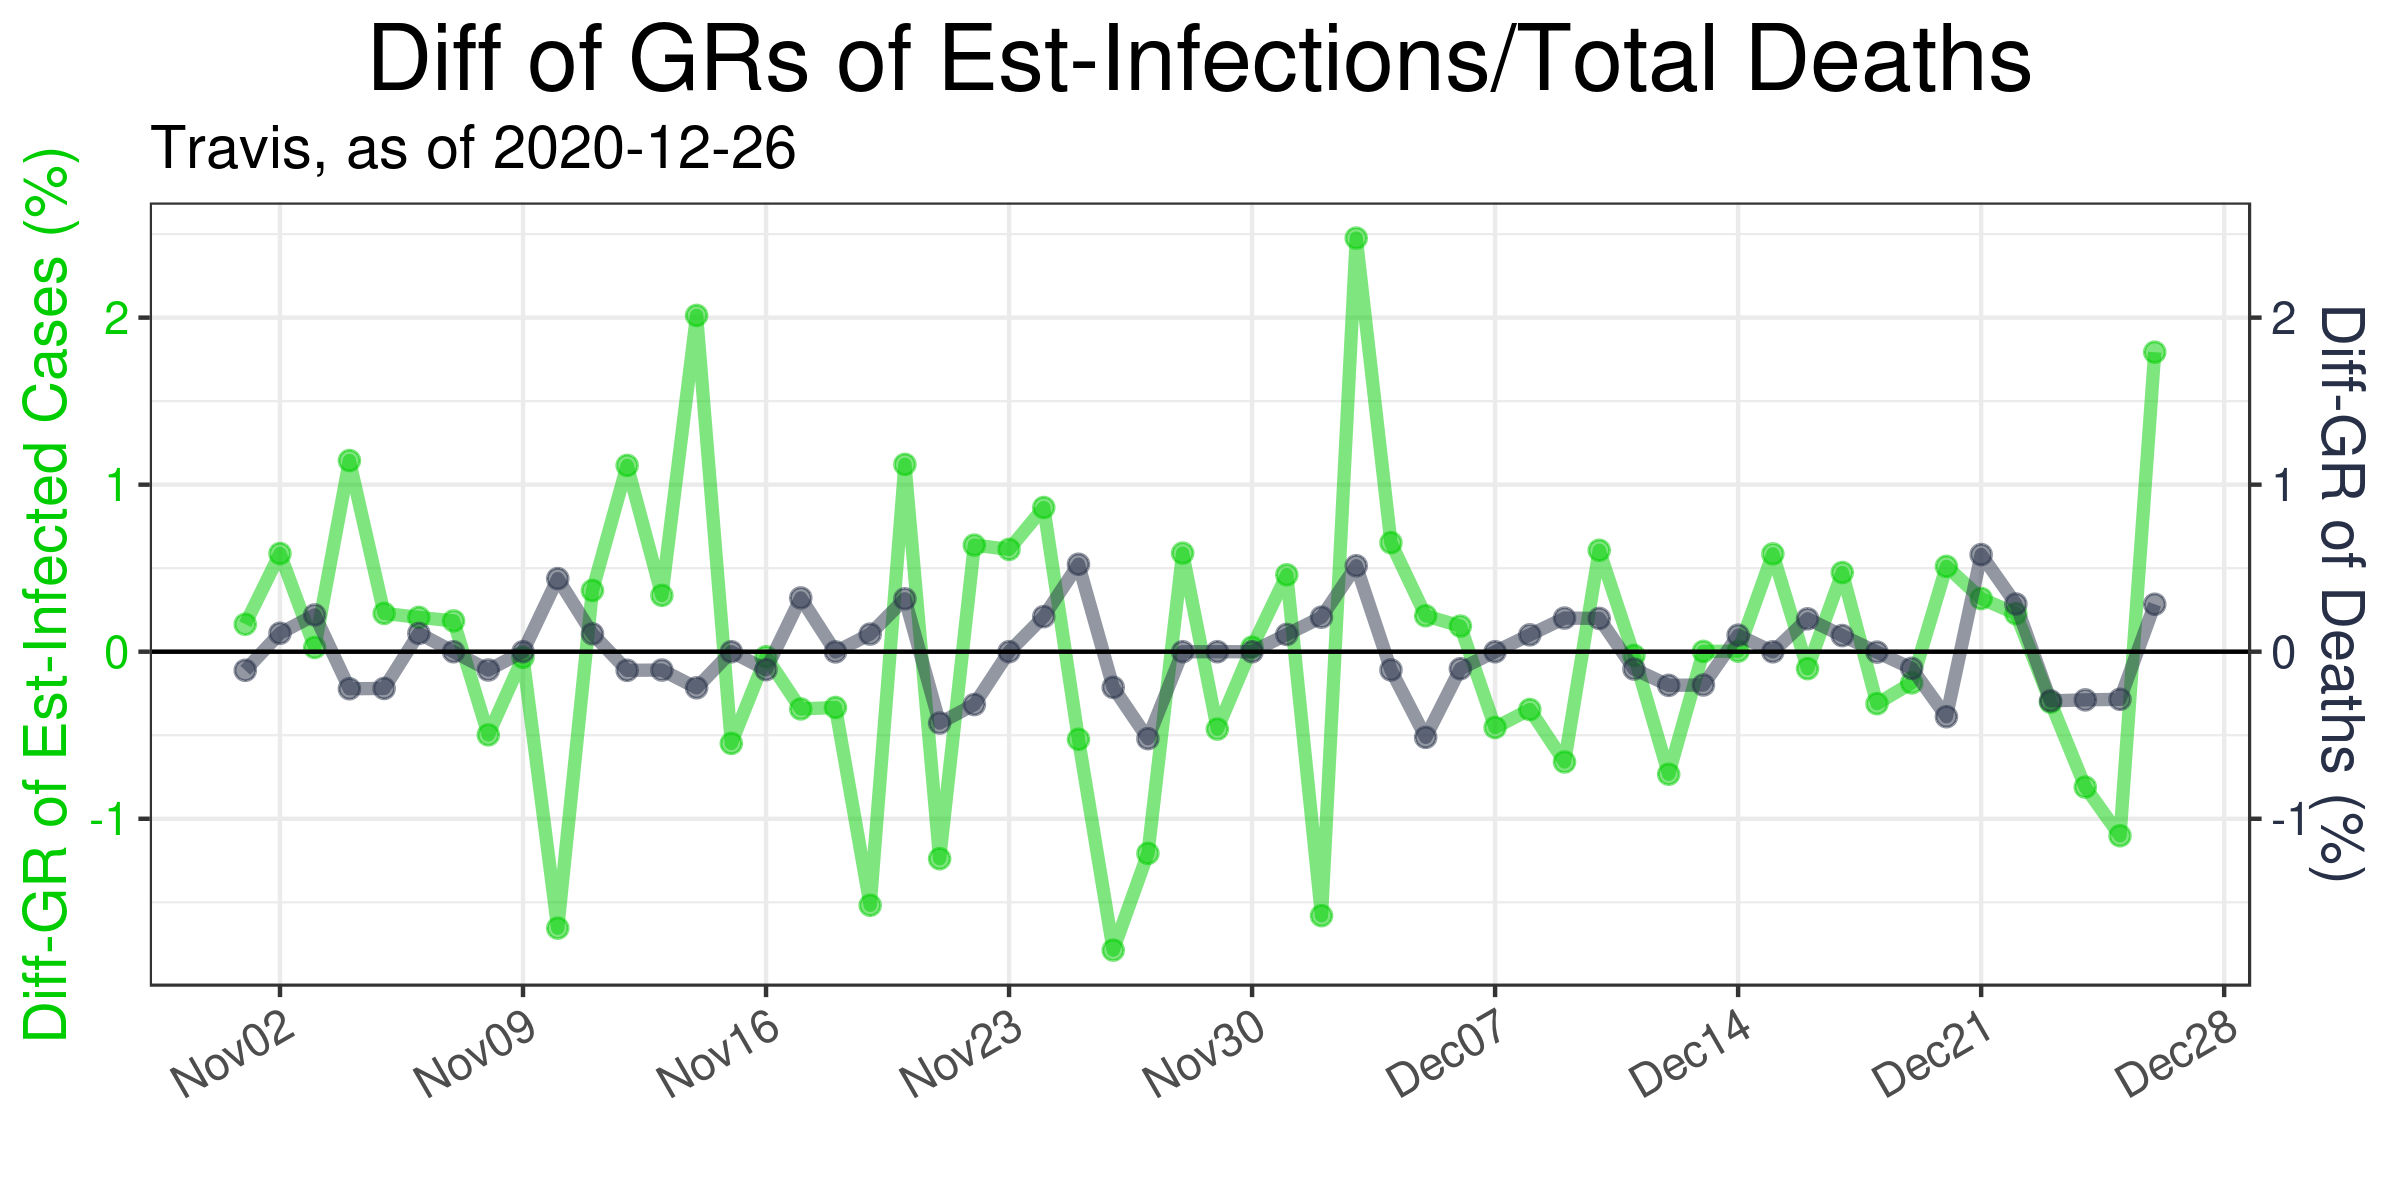 Diff of GRs of Est-Infections/Total Deaths
Travis, as of 2020-12-26
Diff-GR of Est-Infected Cases (%)
2
1
0
-1
2
1
0
-1
Diff-GR of Deaths (%)
Nov02
Nov09
Nov16
Nov23
Nov30
Dec07
Dec14
Dec21
Dec28